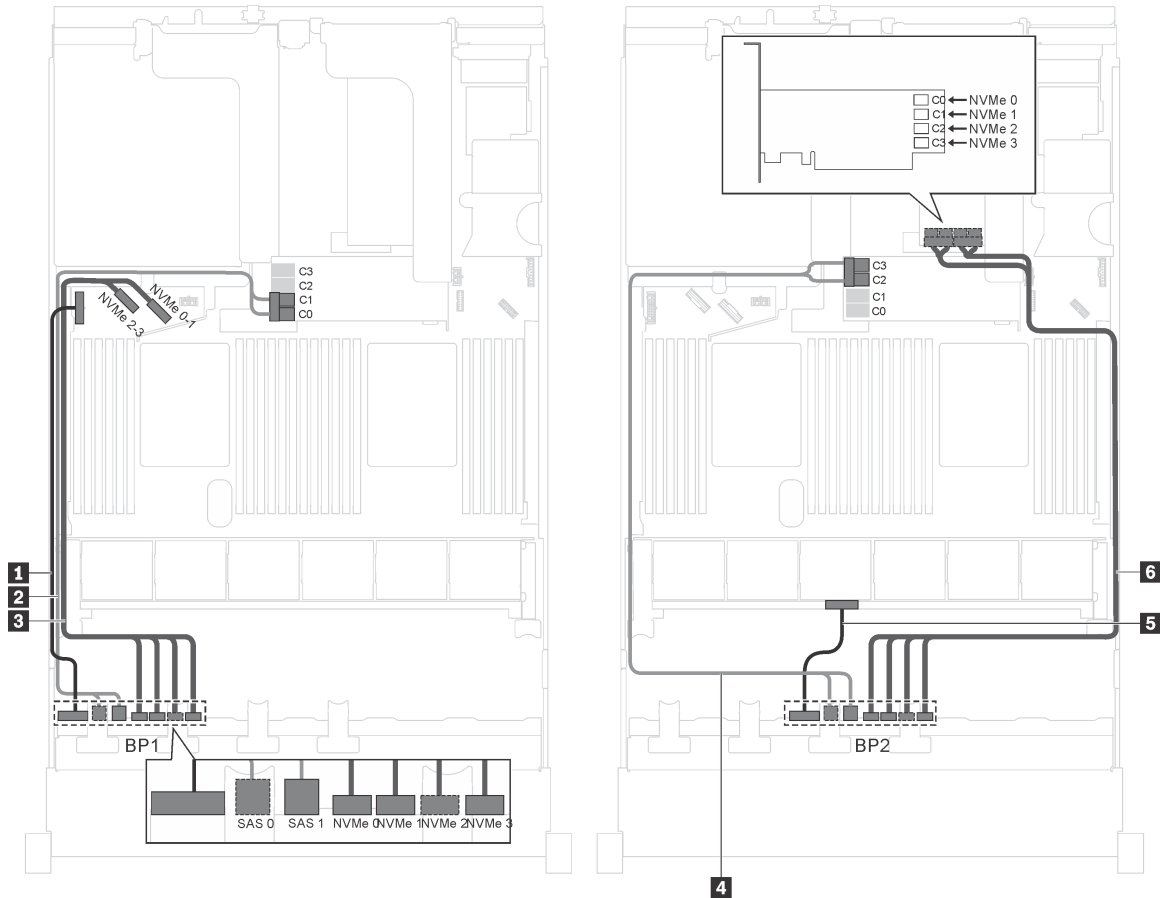 C3
C2
C1
C0
NVMe 0-1
NVMe 2-3
1
2
3
BP1
SAS 0
SAS 1
NVMe 0
NVMe 1
NVMe 2
NVMe 3
C0 NVMe 0
C1 NVMe 1
C2 NVMe 2
C3 NVMe 3
C3
C2
C1
C0
6
5
BP2
4